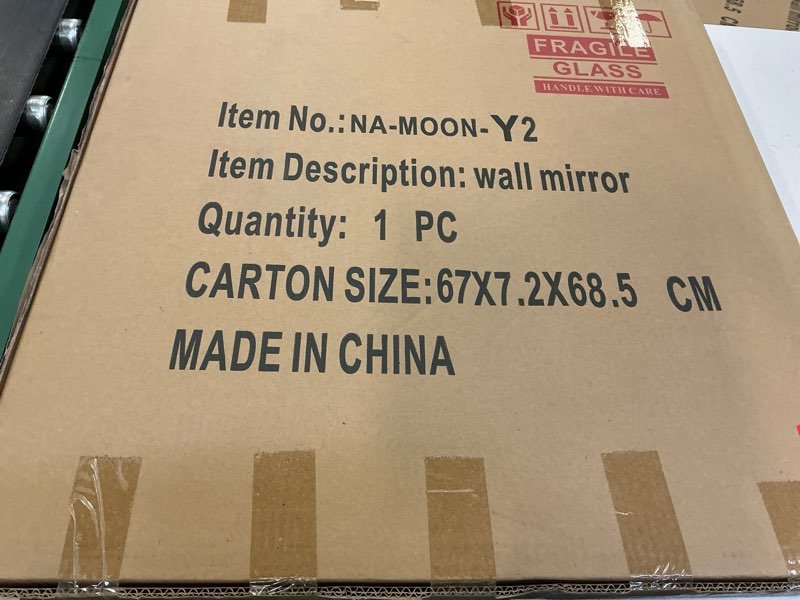 FRAGILE
GLASS
HANDLE WITH CARE
Item No.:NA-MOON-Y2
Item Description: wall mirror
Quantity: 1 PC
CARTON SIZE:67X7.2X68.5 CM
MADE IN CHINA